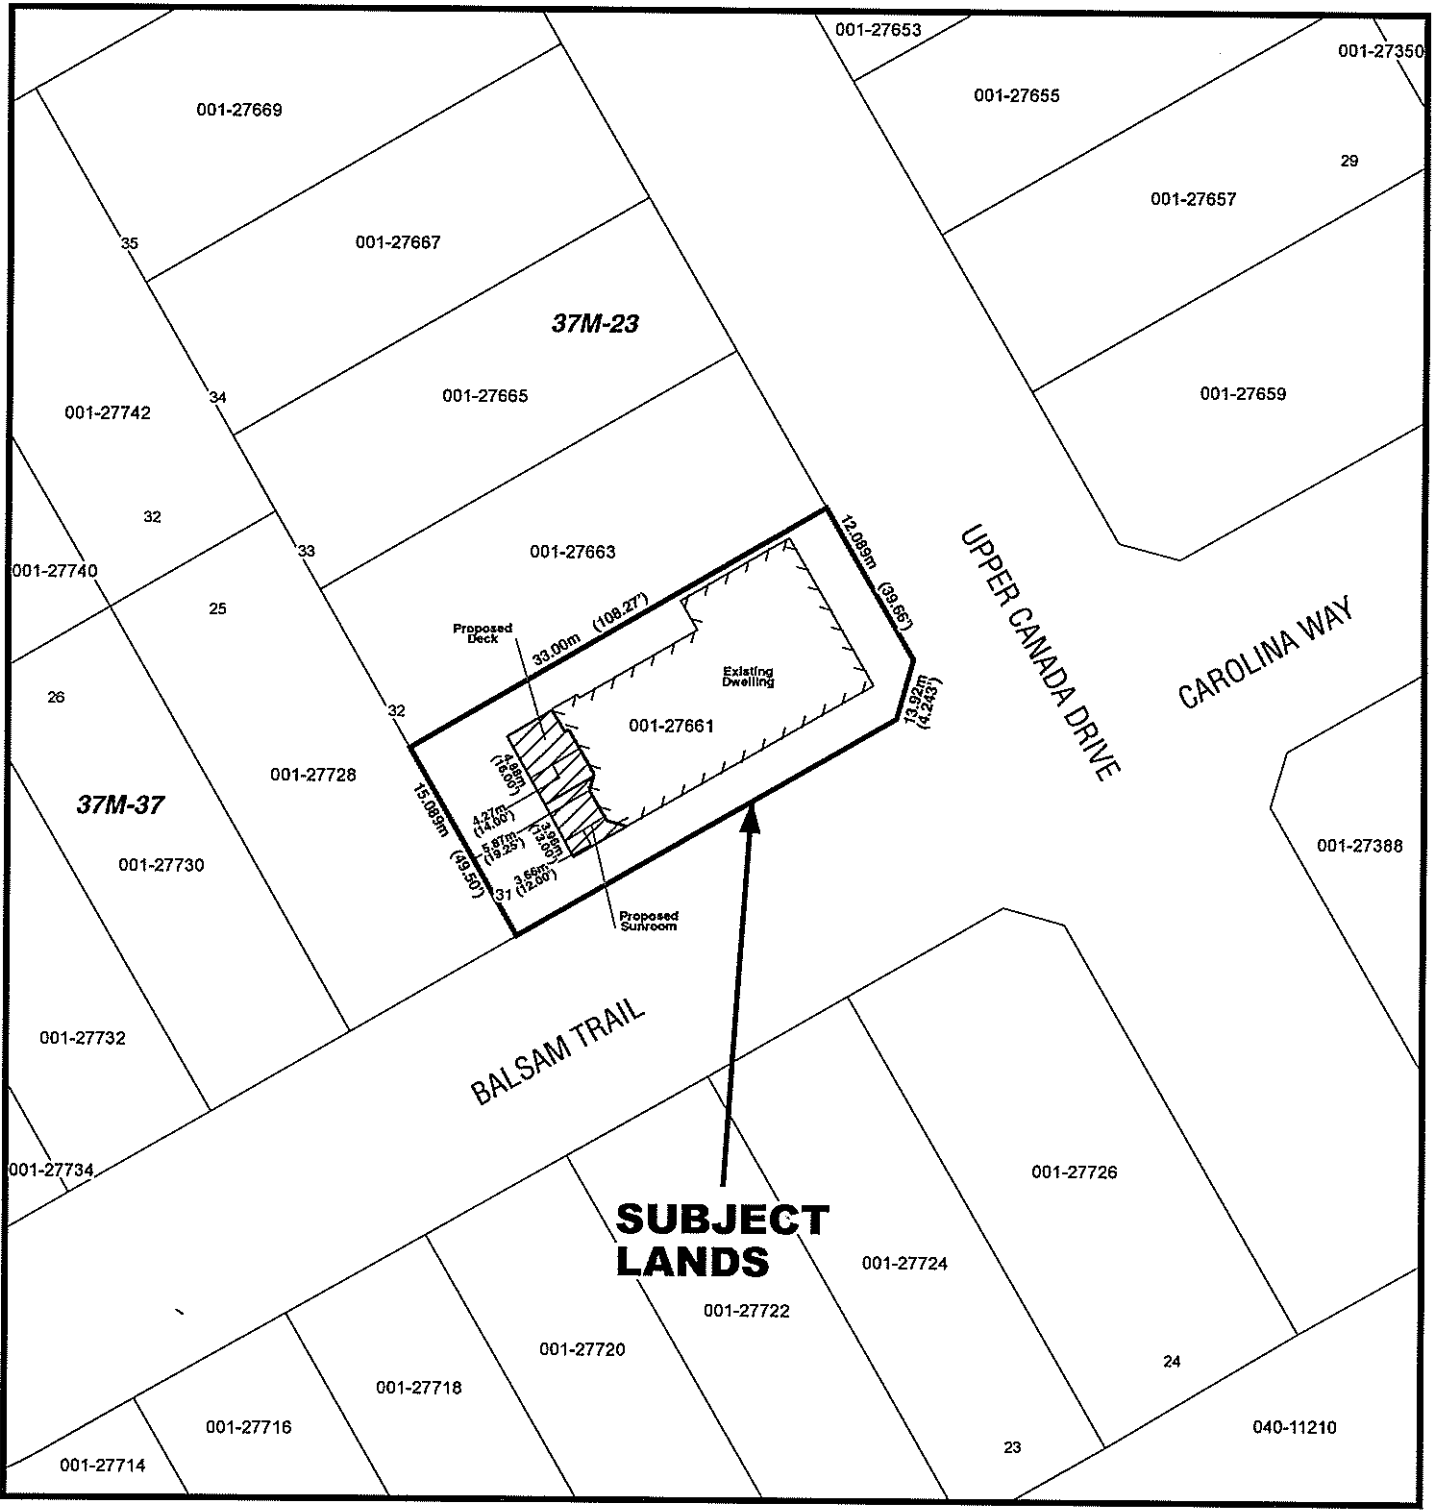 001-27653
001-27350
001-27655
001-27669
29
001-27657
35
001-27667
37M-23
001-27659
001-27665
34
001-27742
32
33
001-27663
001-27740
25
12.089m (39.66')
UPPER CANADA DRIVE
CAROLINA WAY
33.00m (108.27')
Proposed
Deck
Existing
Dwelling
26
32
001-27661
13.92m
(4.243')
001-27728
37M-37
15.089m (49.50')
4.88m
(16.00')
4.27m
(14.00')
5.87m
(19.25')
3.96m
(13.00')
3.66m
(12.00')
31
001-27730
001-27388
Proposed
Sunroom
001-27732
BALSAM TRAIL
001-27734
001-27726
SUBJECT
LANDS
001-27724
001-27722
001-27720
24
001-27718
001-27716
040-11210
23
001-27714